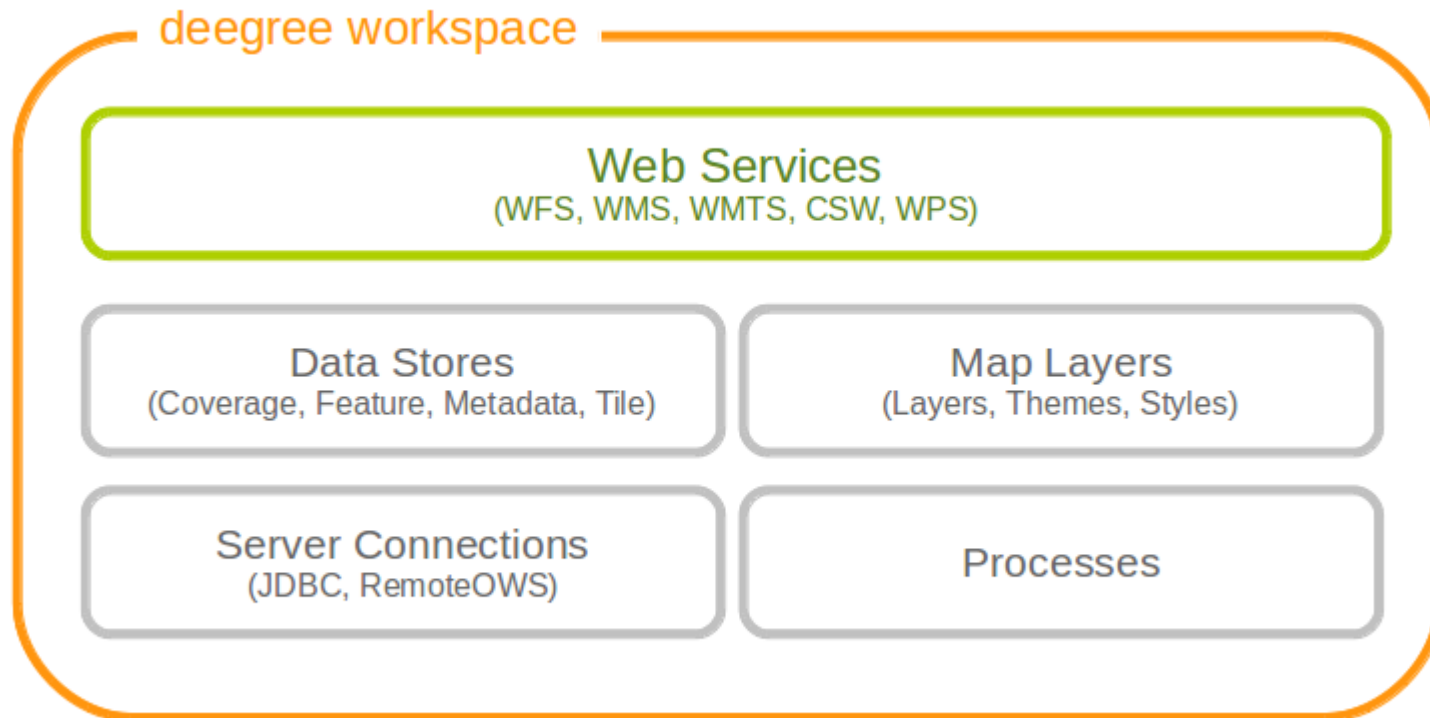 deegree workspace
Web Services
(WFS, WMS, WMTS, CSW, WPS)
Data Stores
(Coverage, Feature, Metadata, Tile)
Map Layers
(Layers, Themes, Styles)
Server Connections
(JDBC, RemoteOWS)
Processes